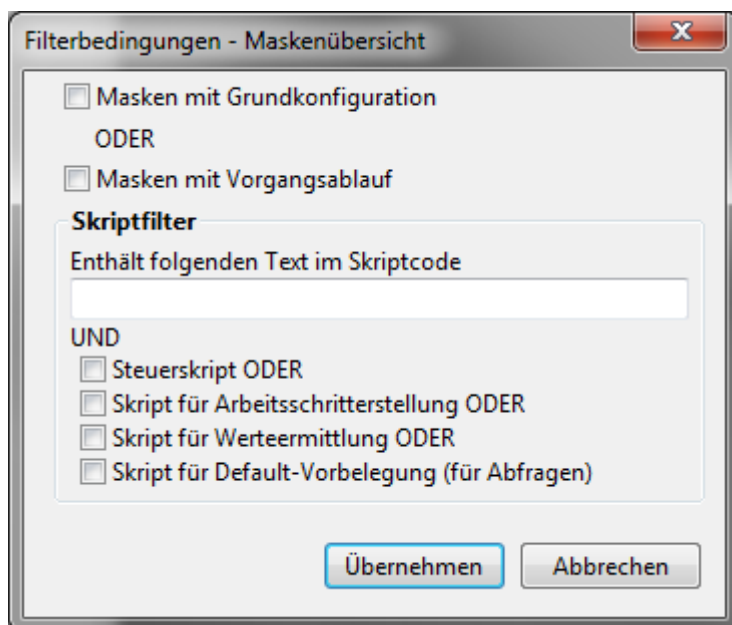 Filterbedingungen - Maskenübersicht
Masken mit Grundkonfiguration
ODER
Masken mit Vorgangsablauf
Skriptfilter
Enthält folgenden Text im Skriptcode
UND
Steuerskript ODER
Skript für Arbeitsschritterstellung ODER
Skript für Werteermittlung ODER
Skript für Default-Vorbelegung (für Abfragen)
Übernehmen Abbrechen